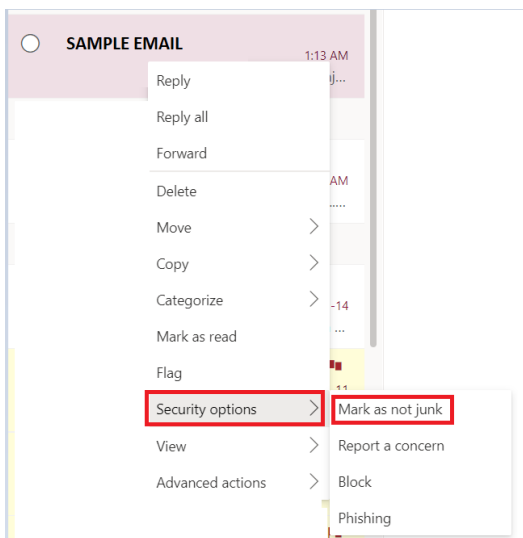 SAMPLE EMAIL
1:13 AM
Reply
j...
Reply all
Forward
Delete
AM
.....
Move
Copy
Categorize
-14
Mark as read
...
Flag
11
Security options
Mark as not junk
View
Report a concern
Advanced actions
Block
Phishing